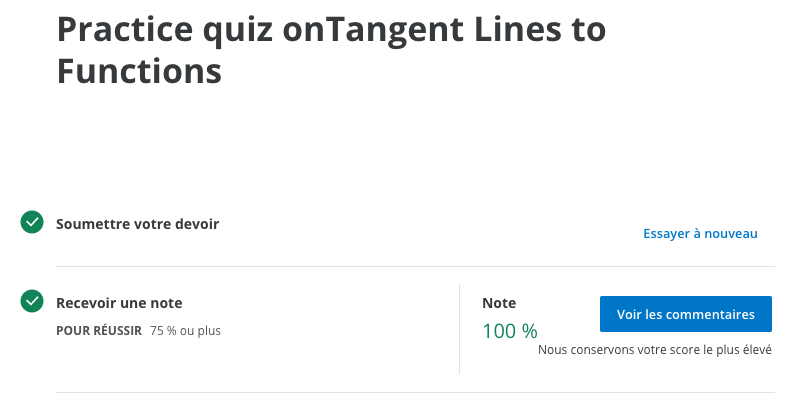 Practice quiz onTangent Lines to
Functions
Soumettre votre devoir
Essayer à nouveau
Recevoir une note
POUR RÉUSSIR 75 % ou plus
Note
100 %
Voir les commentaires
Nous conservons votre score le plus élevé